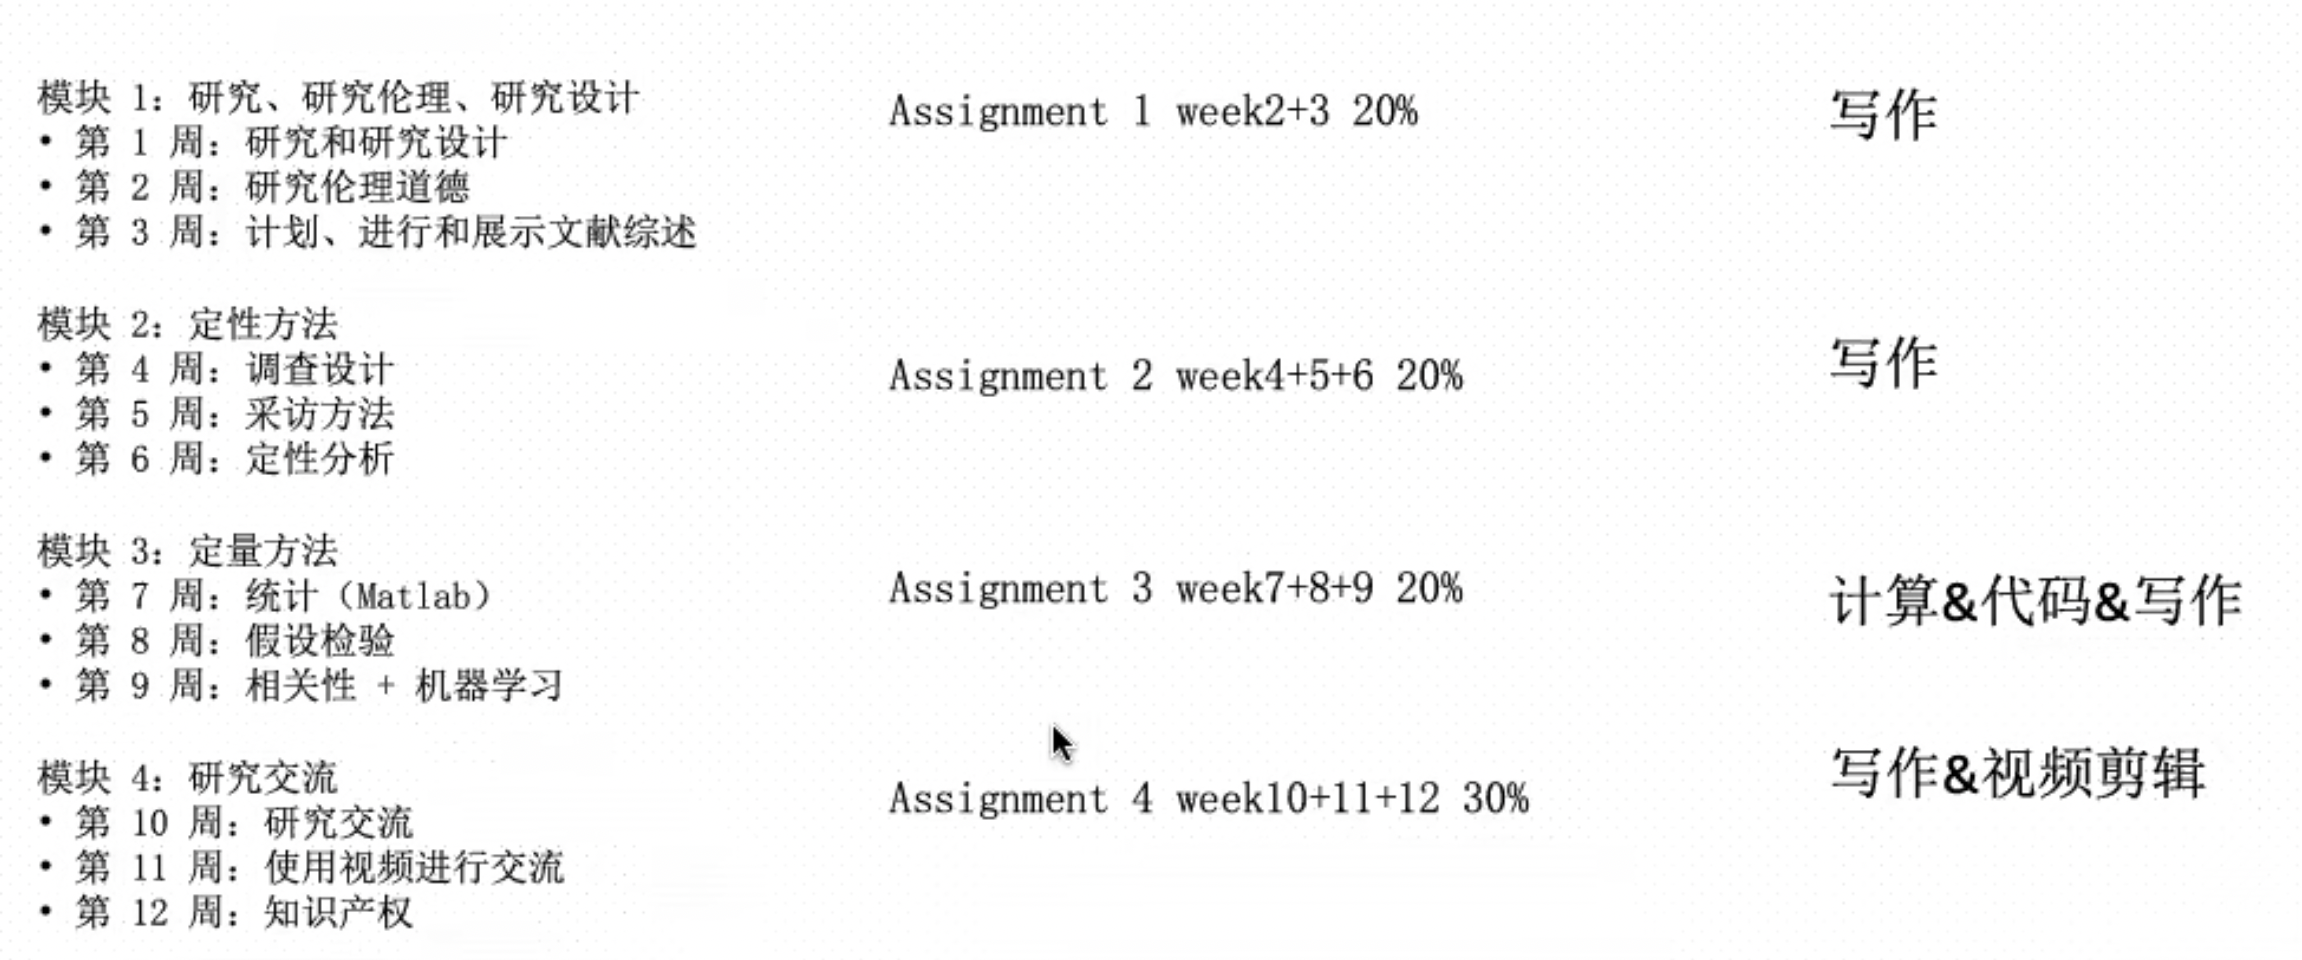 模块 1：研究、研究伦理、研究设计
• 第 1 周：研究和研究设计
• 第 2 周：研究伦理道德
• 第 3 周：计划、进行和展示文献综述
Assignment 1 week2+3 20%
写作
模块 2：定性方法
• 第 4 周：调查设计
• 第 5 周：采访方法
• 第 6 周：定性分析
Assignment 2 week4+5+6 20%
写作
模块 3：定量方法
• 第 7 周：统计（Matlab）
• 第 8 周：假设检验
• 第 9 周：相关性 + 机器学习
Assignment 3 week7+8+9 20%
计算&代码&写作
模块 4：研究交流
• 第 10 周：研究交流
• 第 11 周：使用视频进行交流
• 第 12 周：知识产权
Assignment 4 week10+11+12 30%
写作&视频剪辑